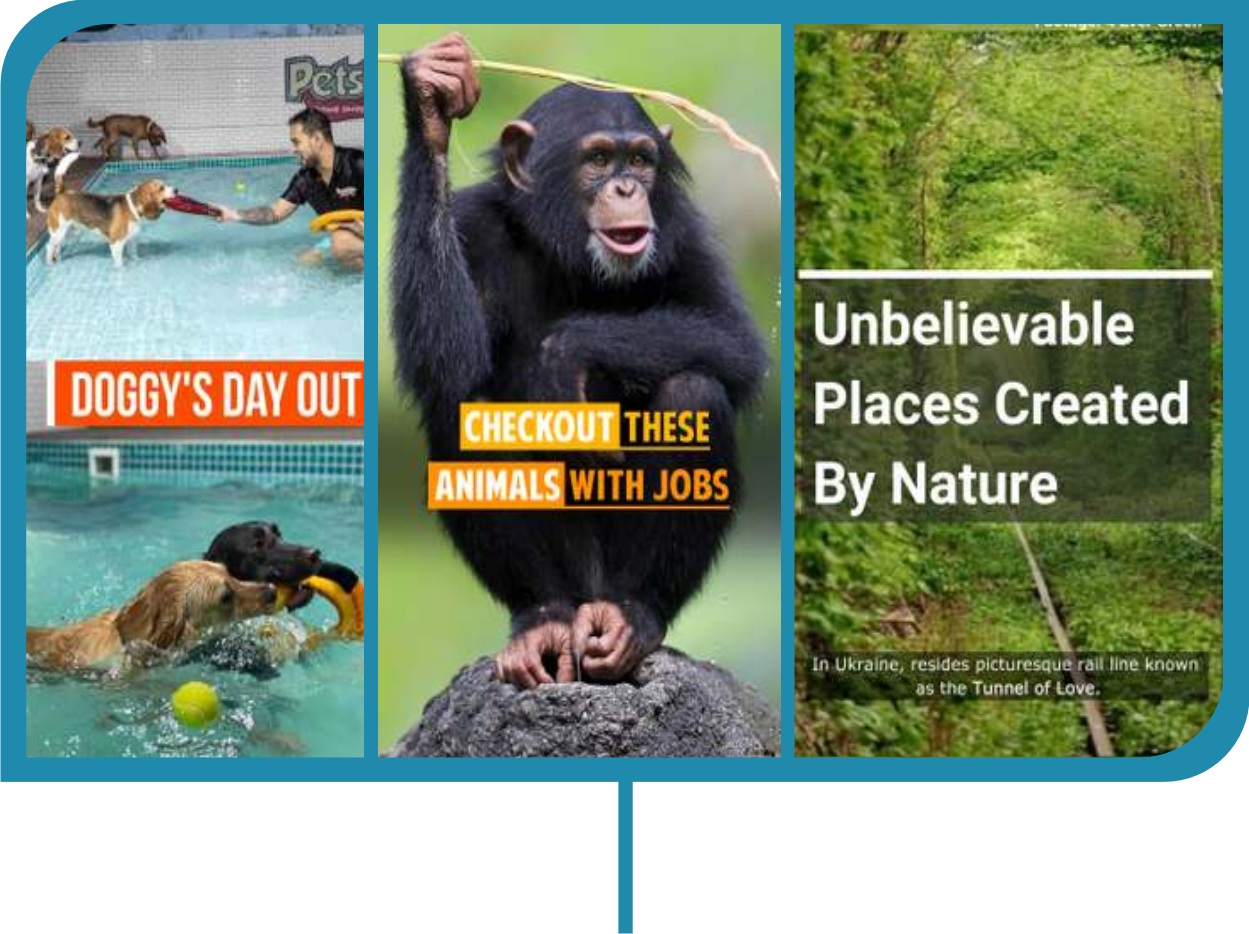 Pets
DOGGY'S DAY OUT
CHECKOUT THESE
ANIMALS WITH JOBS
Unbelievable
Places Created
By Nature
In Ukraine, resides picturesque rail line known
as the Tunnel of Love.